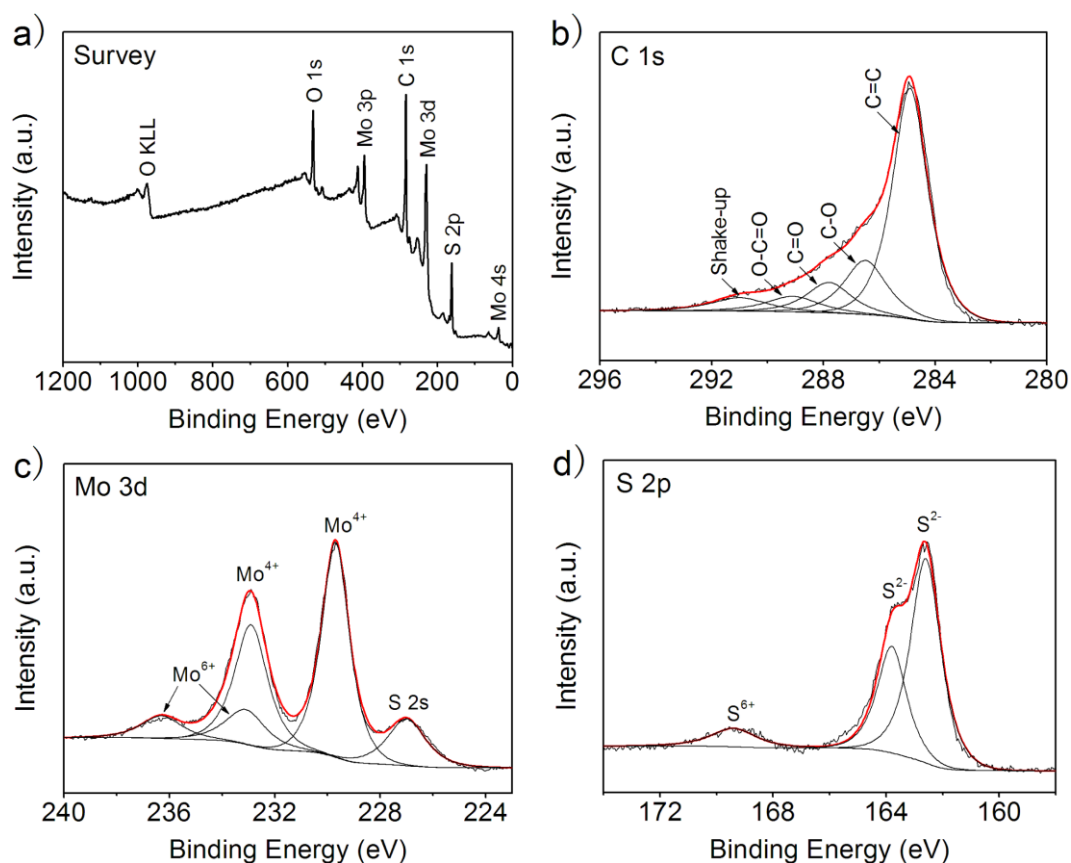 a)
Survey
O KLL
O 1s
Mo 3p
C 1s
Mo 3d
S 2p
Mo 4s
Intensity (a.u.)
1200 1000 800 600 400 200 0
Binding Energy (eV)
b)
C 1s
Shake-up
O-C=O
C=O
C-O
C=C
Intensity (a.u.)
296 292 288 284 280
Binding Energy (eV)
c)
Mo 3d
Mo⁶⁺
Mo⁴⁺
Mo⁴⁺
S 2s
Intensity (a.u.)
240 236 232 228 224
Binding Energy (eV)
d)
S 2p
S⁶⁺
S²⁻
S²⁻
Intensity (a.u.)
172 168 164 160
Binding Energy (eV)